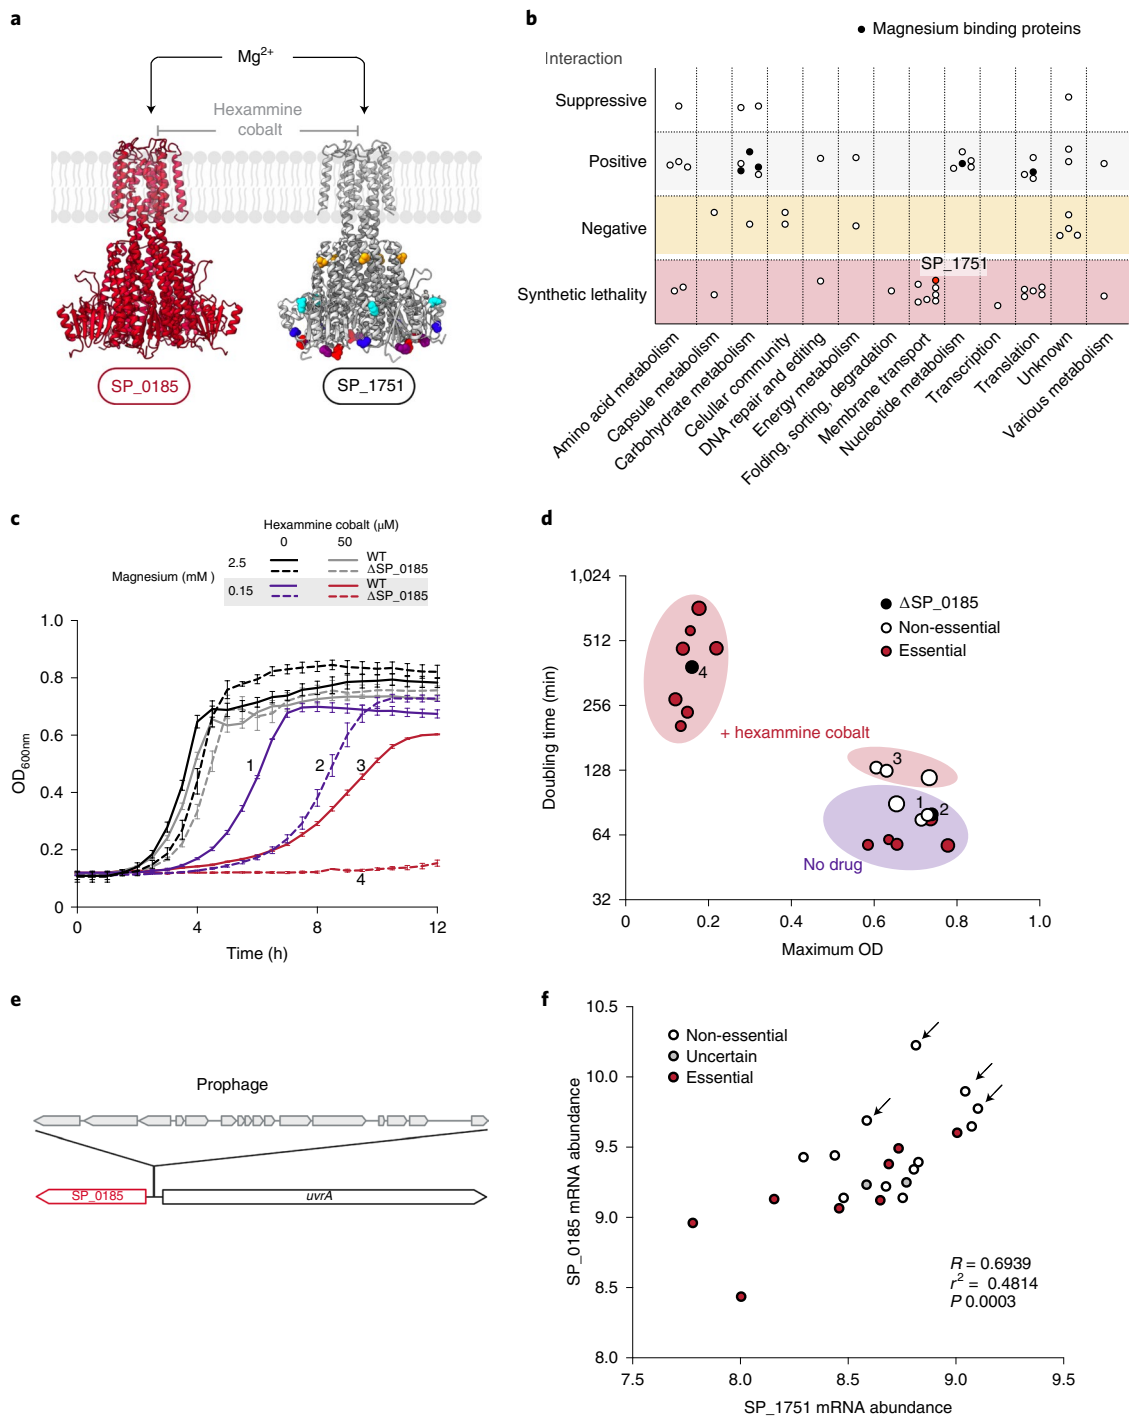 a
Mg2+
Hexammine
cobalt
SP_0185
SP_1751
b
Magnesium binding proteins
Interaction
Suppressive
Positive
Negative
Synthetic lethality
SP_1751
Amino acid metabolism
Capsule metabolism
Carbohydrate metabolism
Cellular community
DNA repair and editing
Energy metabolism
Folding, sorting, degradation
Membrane transport
Nucleotide metabolism
Transcription
Translation
Unknown
Various metabolism
c
Hexammine cobalt (μM)
0 50
Magnesium (mM )
2.5 WT
ΔSP_0185
0.15 WT
ΔSP_0185
OD600nm
1.0
0.8
0.6
0.4
0.2
0
1 2 3
4
0 4 8 12
Time (h)
d
Doubling time (min)
1,024
512
256
128
64
32
ΔSP_0185
Non-essential
Essential
4
+ hexammine cobalt
3
1 2
No drug
0 0.2 0.4 0.6 0.8 1.0
Maximum OD
e
Prophage
SP_0185
uvrA
f
SP_0185 mRNA abundance
10.5
10.0
9.5
9.0
8.5
8.0
Non-essential
Uncertain
Essential
R = 0.6939
r2 = 0.4814
P 0.0003
7.5 8.0 8.5 9.0 9.5
SP_1751 mRNA abundance